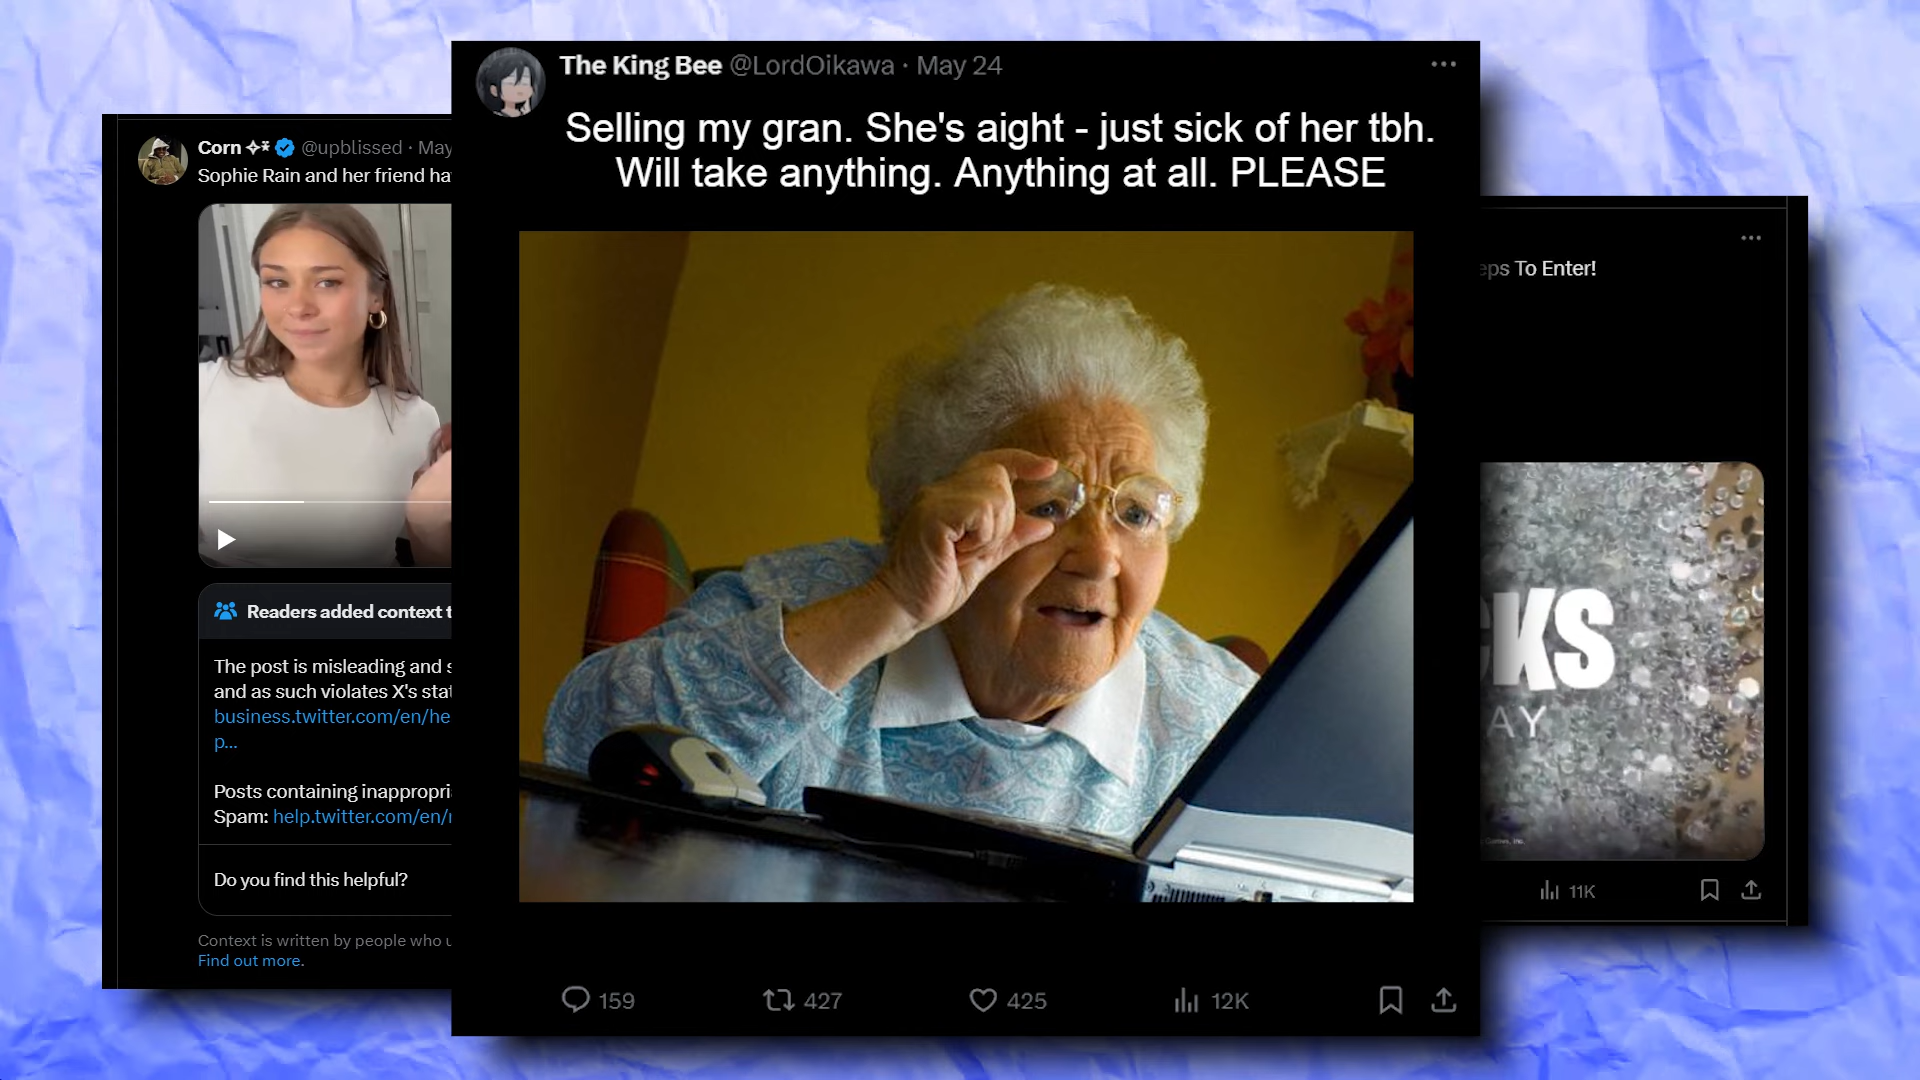 Corn @upblissed · May
Sophie Rain and her friend ha
Readers added context t
The post is misleading and s
and as such violates X's stat
business.twitter.com/en/he
p...
Posts containing inappropri
Spam: help.twitter.com/en/r
Do you find this helpful?
Context is written by people who u
Find out more.
The King Bee @LordOikawa · May 24
Selling my gran. She's aight - just sick of her tbh.
Will take anything. Anything at all. PLEASE
159 427 425 12K
eps To Enter!
CKS
AY
11K